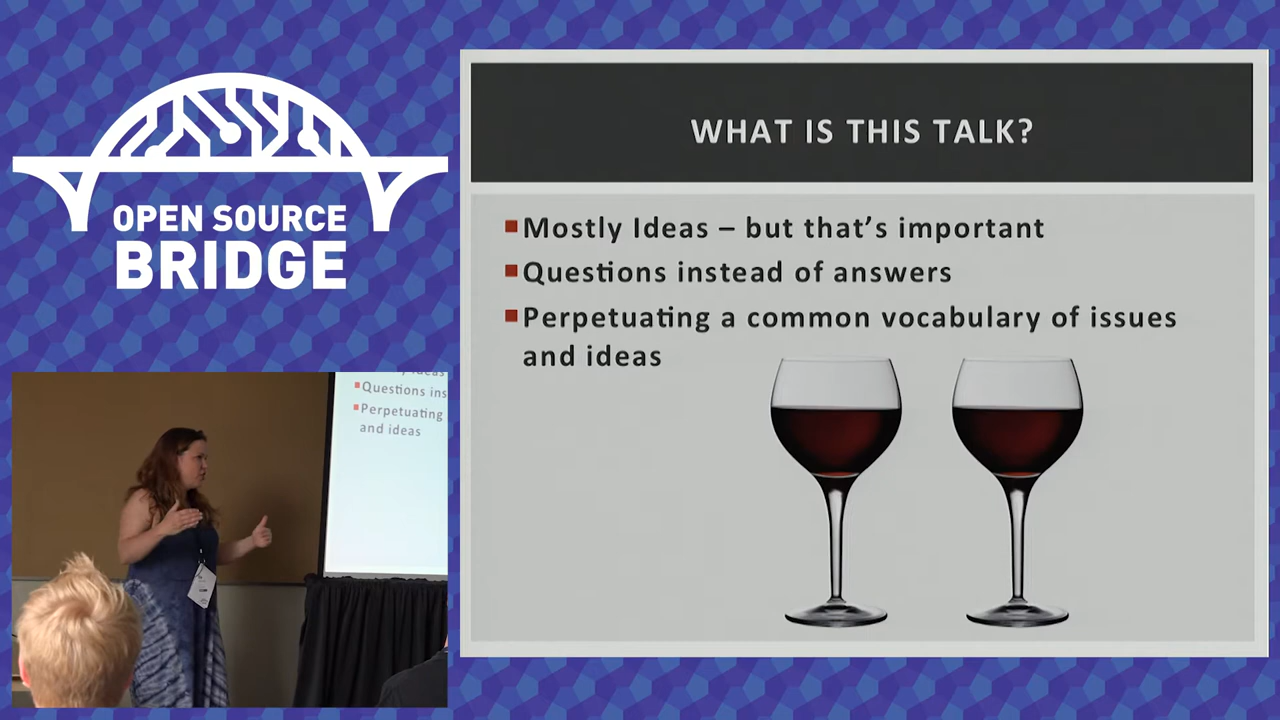 OPEN SOURCE
BRIDGE
WHAT IS THIS TALK?
Mostly Ideas – but that's important
Questions instead of answers
Perpetuating a common vocabulary of issues
and ideas
Questions ins
Perpetuating
and ideas